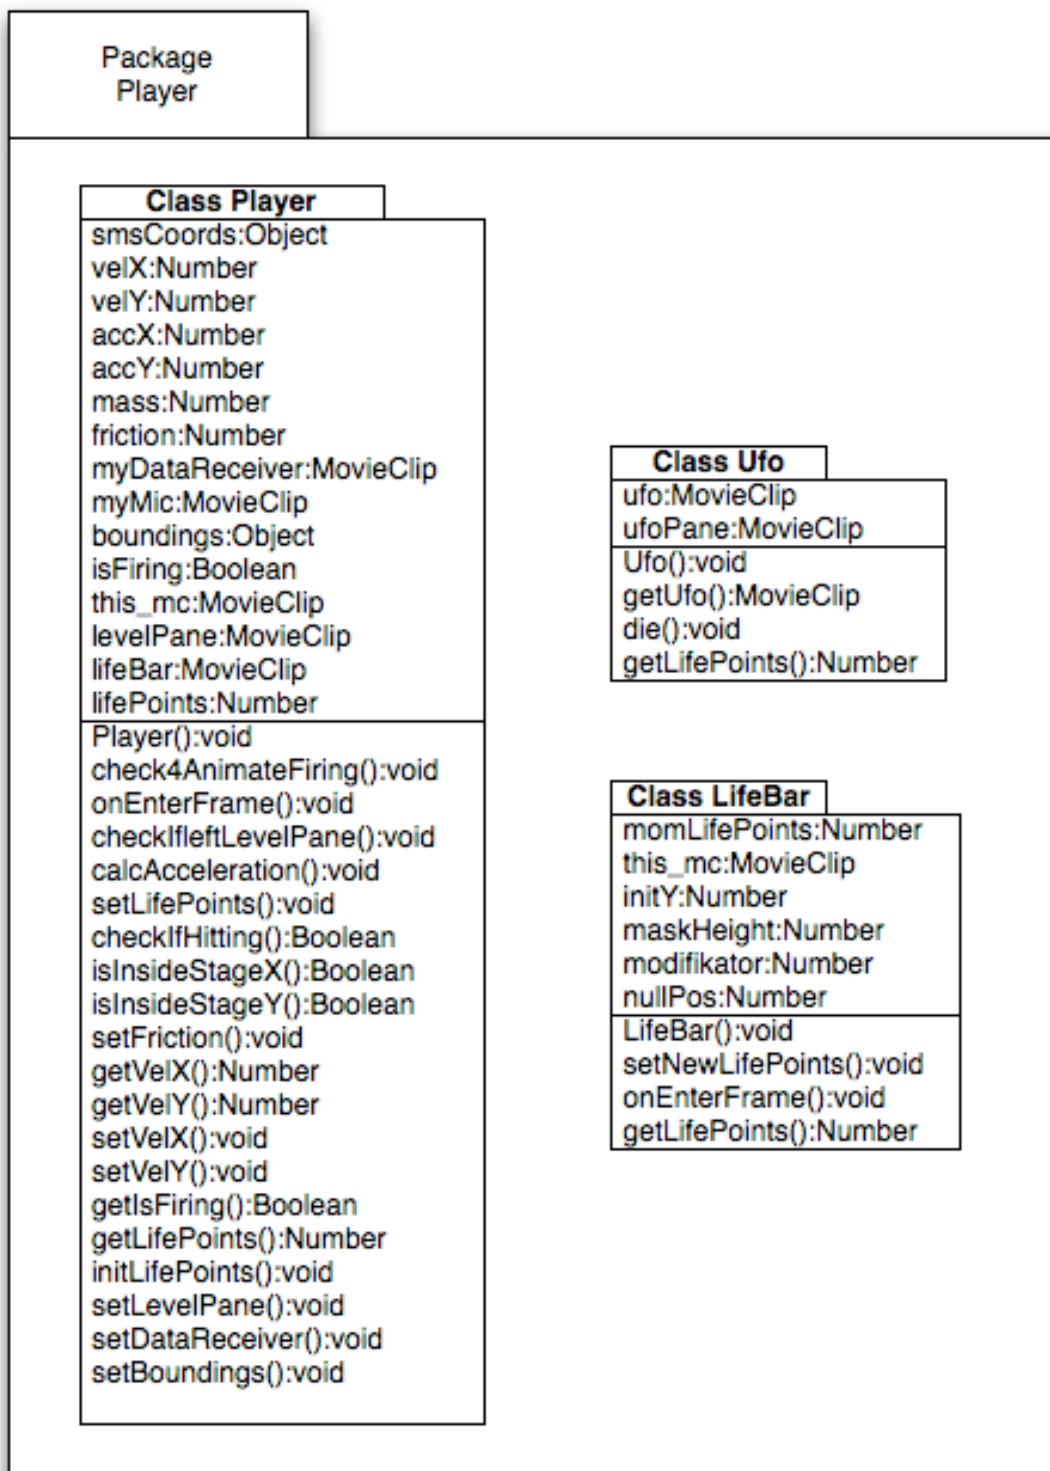 Package
Player
Class Player
smsCoords:Object
velX:Number
velY:Number
accX:Number
accY:Number
mass:Number
friction:Number
myDataReceiver:MovieClip
myMic:MovieClip
boundings:Object
isFiring:Boolean
this_mc:MovieClip
levelPane:MovieClip
lifeBar:MovieClip
lifePoints:Number
Player():void
check4AnimateFiring():void
onEnterFrame():void
checkIfleftLevelPane():void
calcAcceleration():void
setLifePoints():void
checkIfHitting():Boolean
isInsideStageX():Boolean
isInsideStageY():Boolean
setFriction():void
getVelX():Number
getVelY():Number
setVelX():void
setVelY():void
getIsFiring():Boolean
getLifePoints():Number
initLifePoints():void
setLevelPane():void
setDataReceiver():void
setBoundings():void
Class Ufo
ufo:MovieClip
ufoPane:MovieClip
Ufo():void
getUfo():MovieClip
die():void
getLifePoints():Number
Class LifeBar
momLifePoints:Number
this_mc:MovieClip
initY:Number
maskHeight:Number
modifikator:Number
nullPos:Number
LifeBar():void
setNewLifePoints():void
onEnterFrame():void
getLifePoints():Number